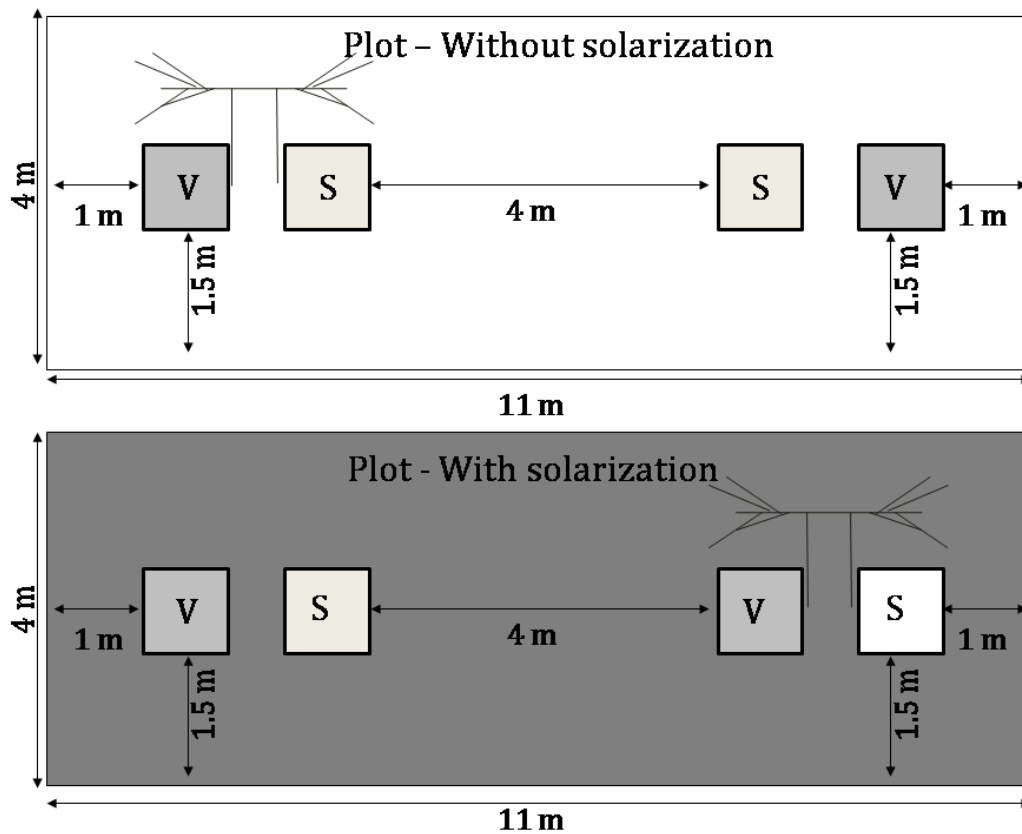 Plot – Without solarization
4 m
V
S
S
V
1 m
4 m
1 m
1.5 m
1.5 m
11 m
Plot - With solarization
4 m
V
S
V
S
1 m
4 m
1 m
1.5 m
1.5 m
11 m